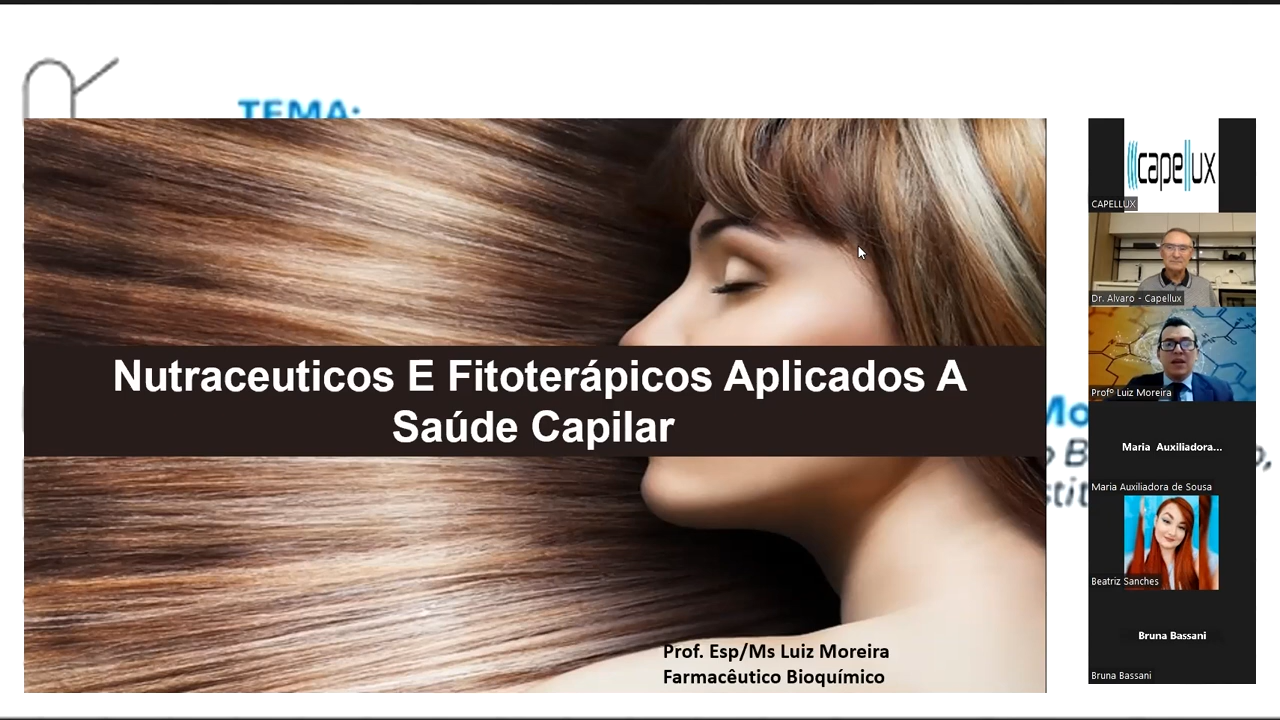 TEMA:
Nutraceuticos E Fitoterápicos Aplicados A
Saúde Capilar
Prof. Esp/Ms Luiz Moreira
Farmacêutico Bioquímico
capellux
CAPELLUX
Dr. Alvaro - Capellux
Profº Luiz Moreira
Maria Auxiliadora...
Maria Auxiliadora de Sousa
Beatriz Sanches
Bruna Bassani
Bruna Bassani